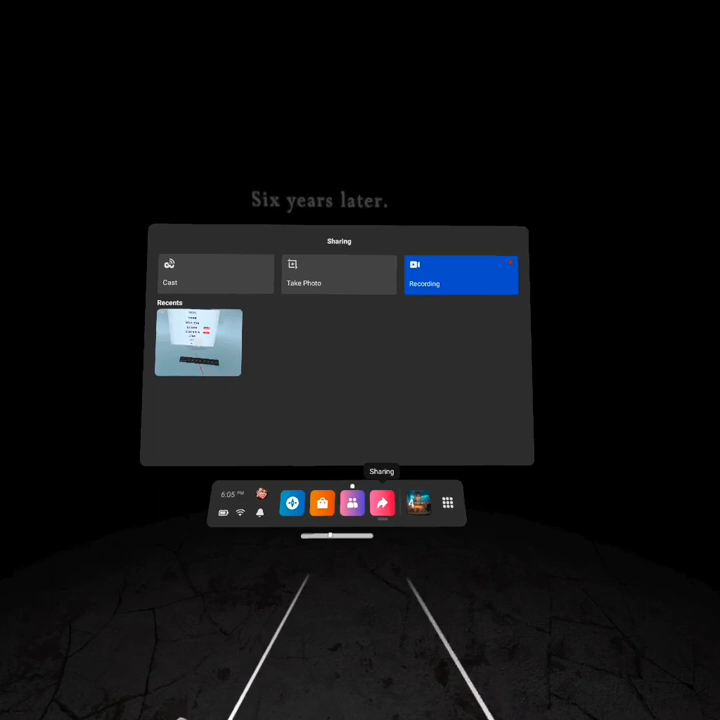 Six years later.
Sharing
Cast
Take Photo
Recording
Recents
Sharing
6:05 PM